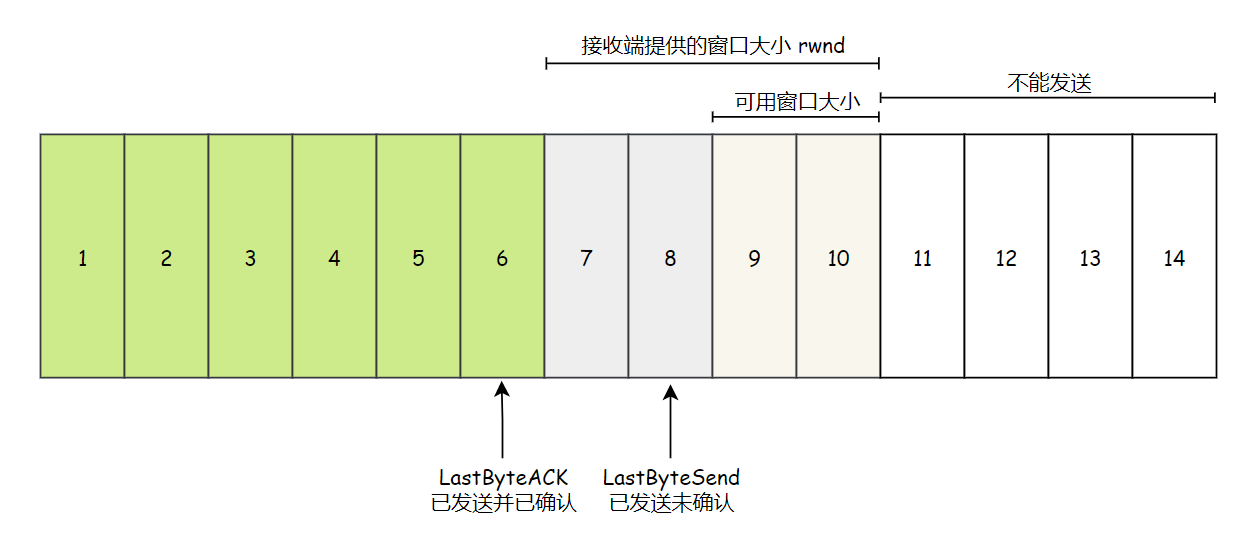 接收端提供的窗口大小 rwnd
不能发送
可用窗口大小
1 2 3 4 5 6 7 8 9 10 11 12 13 14
LastByteACK
已发送并已确认
LastByteSend
已发送未确认